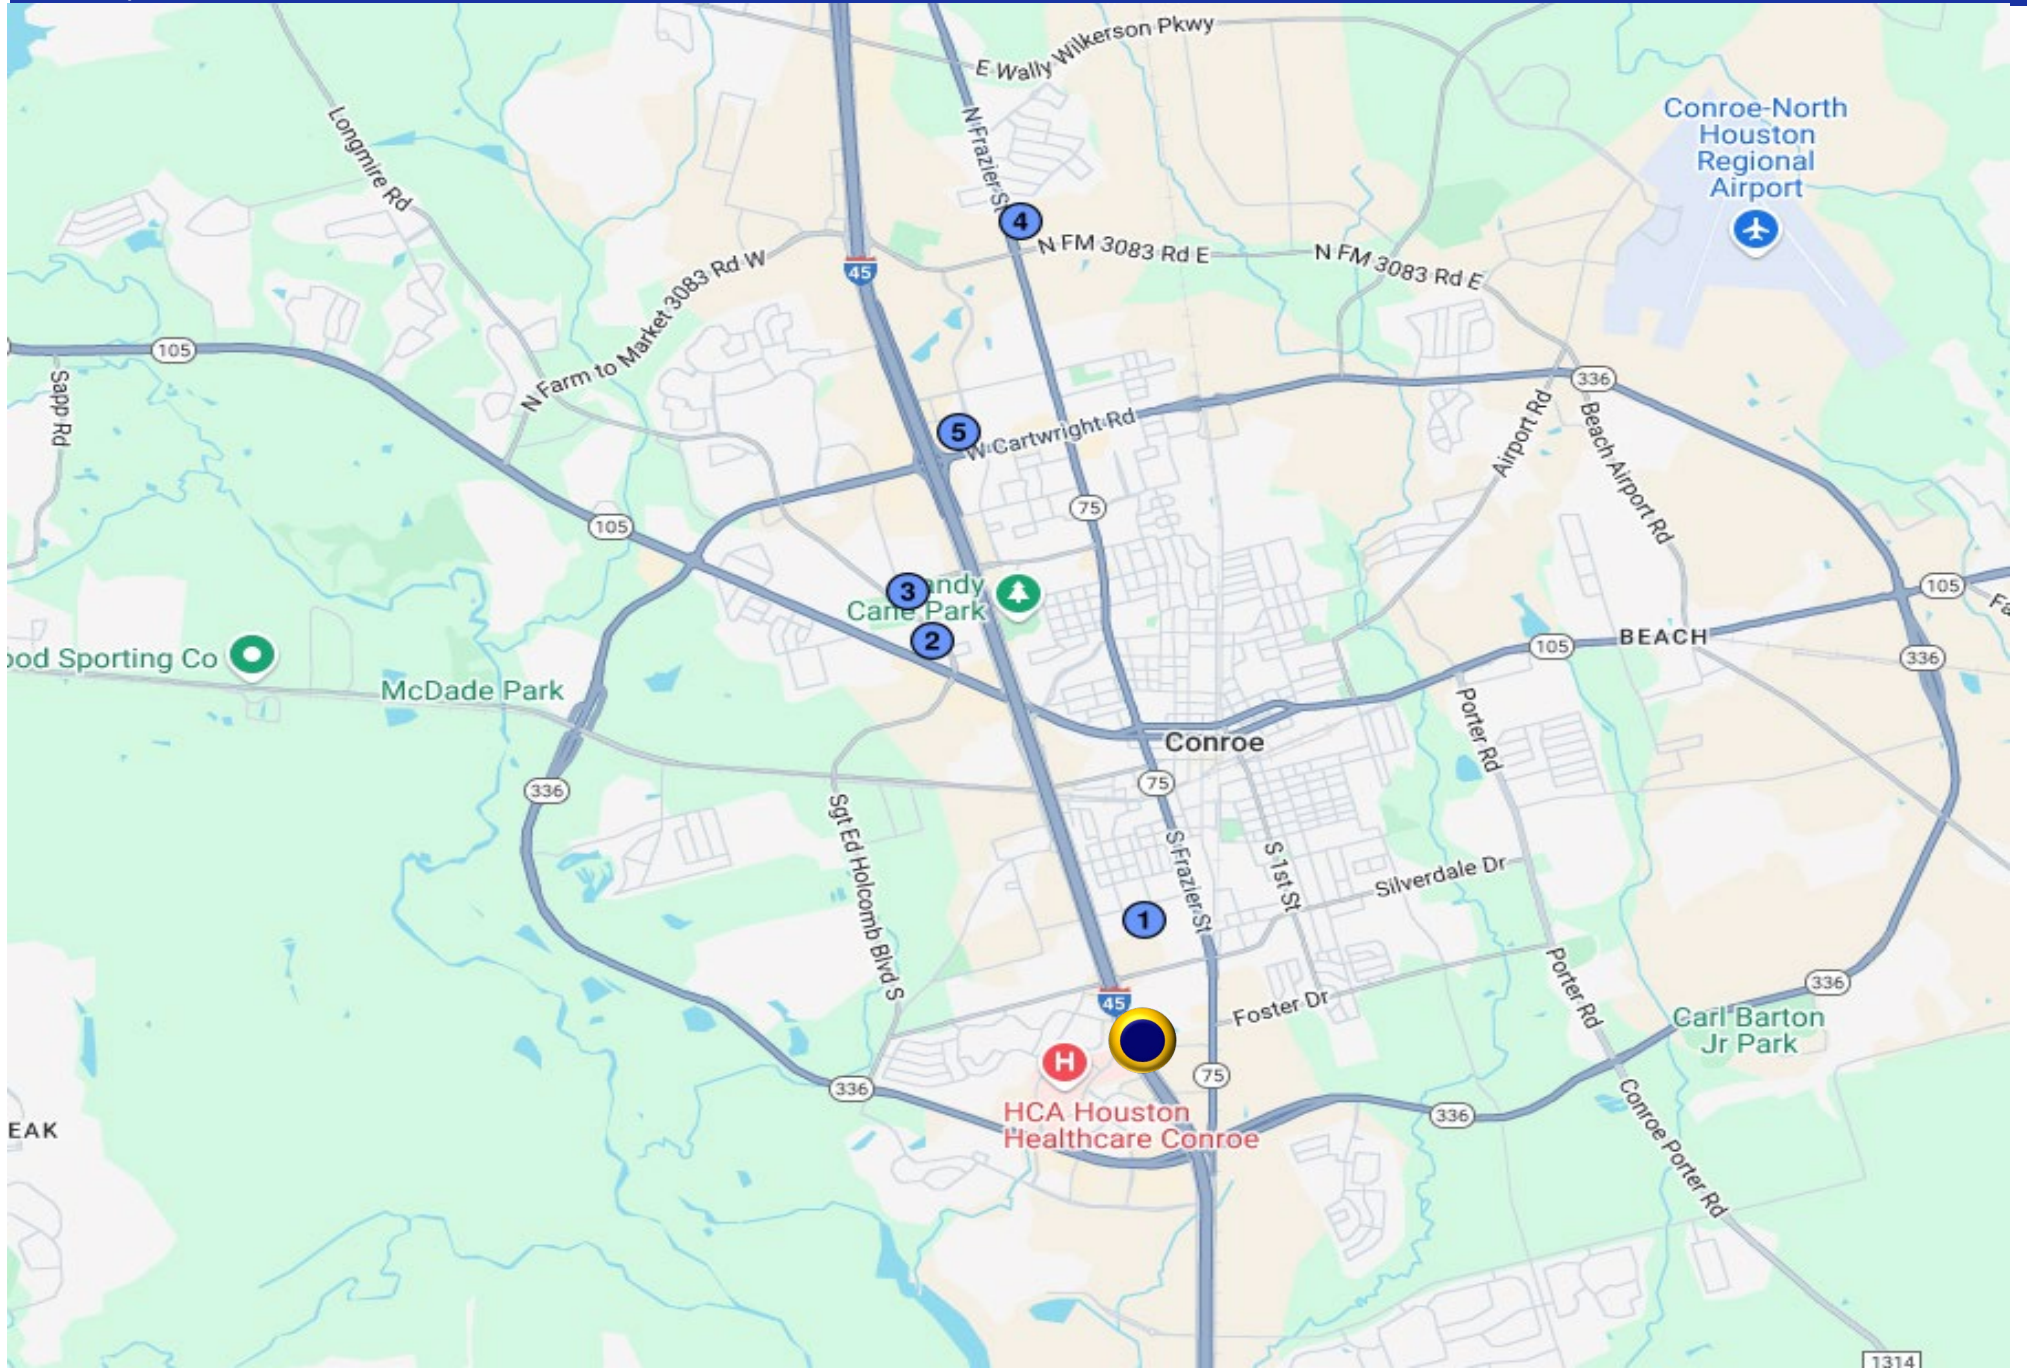 E Wally Wilkerson Pkwy
Longmire Rd
N Frazier St
Conroe-North
Houston
Regional
Airport
4
N FM 3083 Rd E
N FM 3083 Rd E
45
N Farm to Market 3083 Rd W
105
Sapp Rd
336
5
W Cartwright Rd
Airport Rd
Beach Airport Rd
75
105
3
andy
Cane Park
2
105
BEACH
105
336
ood Sporting Co
McDade Park
Conroe
Porter Rd
75
336
Sgt Ed Holcomb Blvd S
S Frazier St
S 1st St
Silverdale Dr
1
45
Foster Dr
Porter Rd
336
Carl Barton
Jr Park
H
75
336
HCA Houston
Healthcare Conroe
336
EAK
Conroe Porter Rd
1314